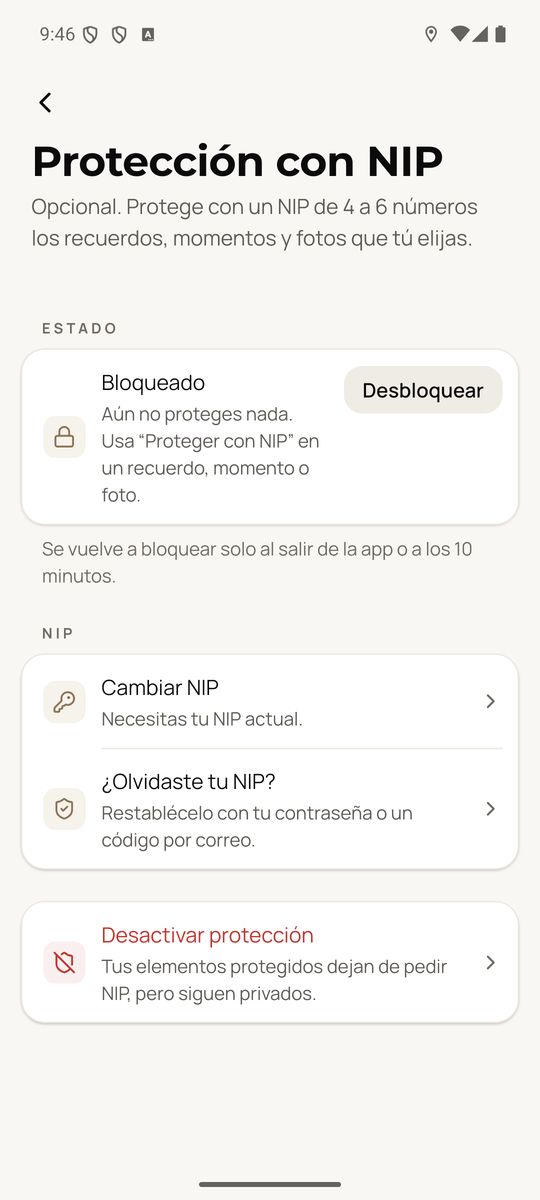 9:46
Protección con NIP
Opcional. Protege con un NIP de 4 a 6 números
los recuerdos, momentos y fotos que tú elijas.
ESTADO
Bloqueado
Desbloquear
Aún no proteges nada.
Usa “Proteger con NIP” en
un recuerdo, momento o
foto.
Se vuelve a bloquear solo al salir de la app o a los 10
minutos.
NIP
Cambiar NIP
Necesitas tu NIP actual.
¿Olvidaste tu NIP?
Restablécelo con tu contraseña o un
código por correo.
Desactivar protección
Tus elementos protegidos dejan de pedir
NIP, pero siguen privados.